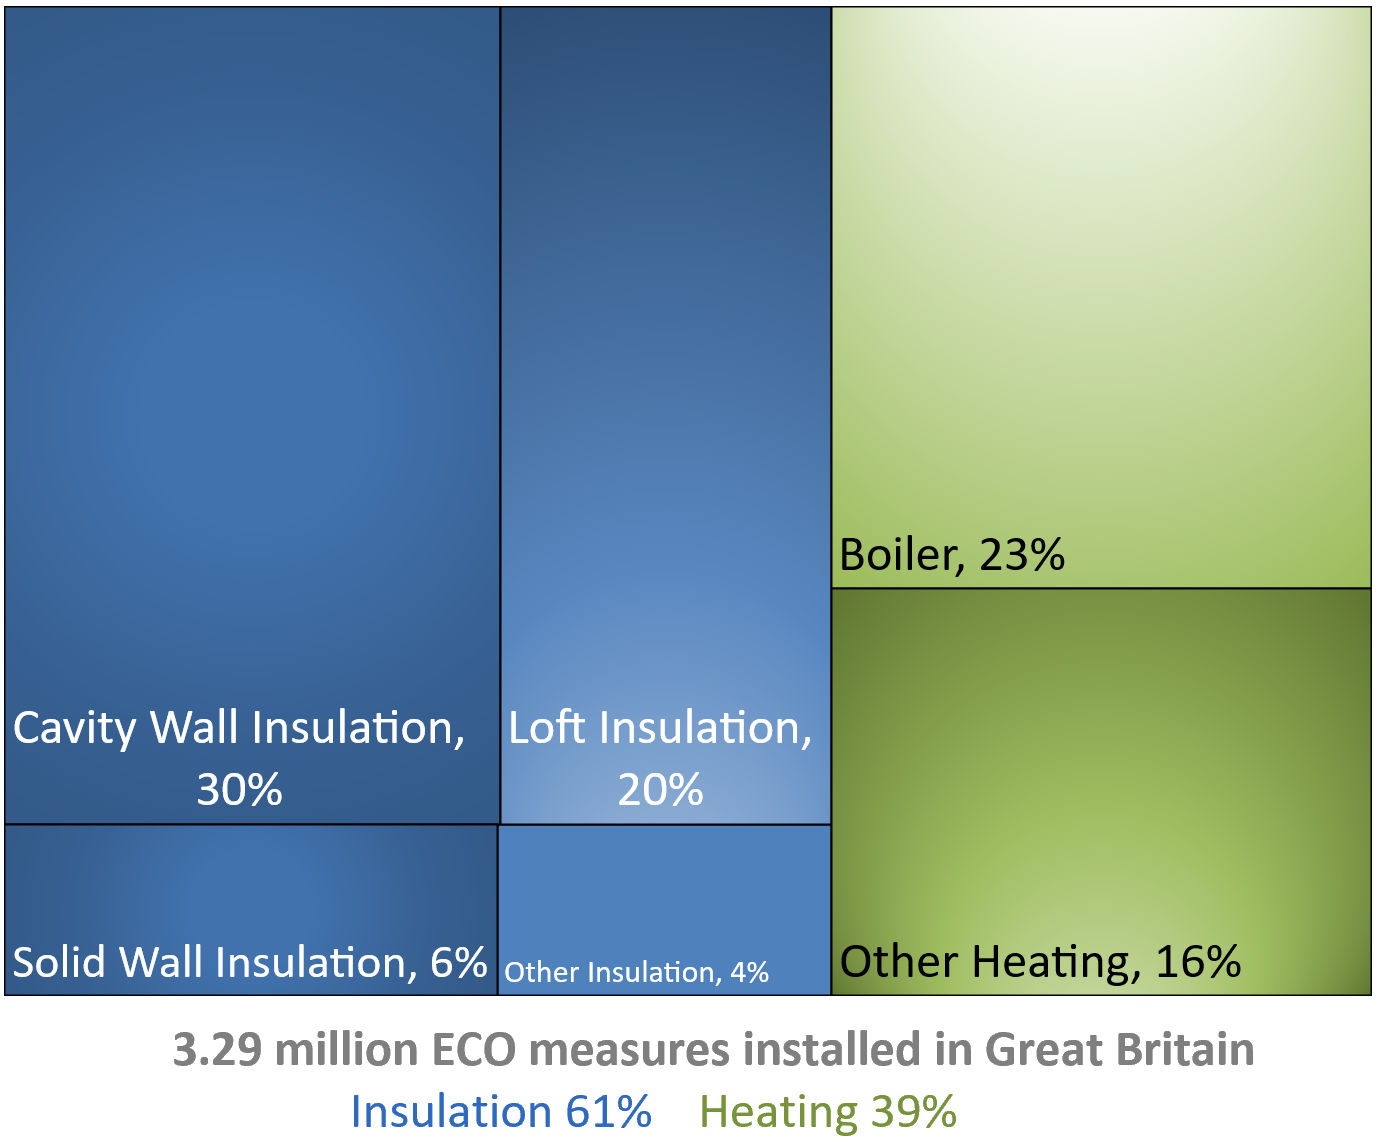 Cavity Wall Insulation,
30%
Loft Insulation,
20%
Boiler, 23%
Solid Wall Insulation, 6%
Other Insulation, 4%
Other Heating, 16%
3.29 million ECO measures installed in Great Britain
Insulation 61% Heating 39%